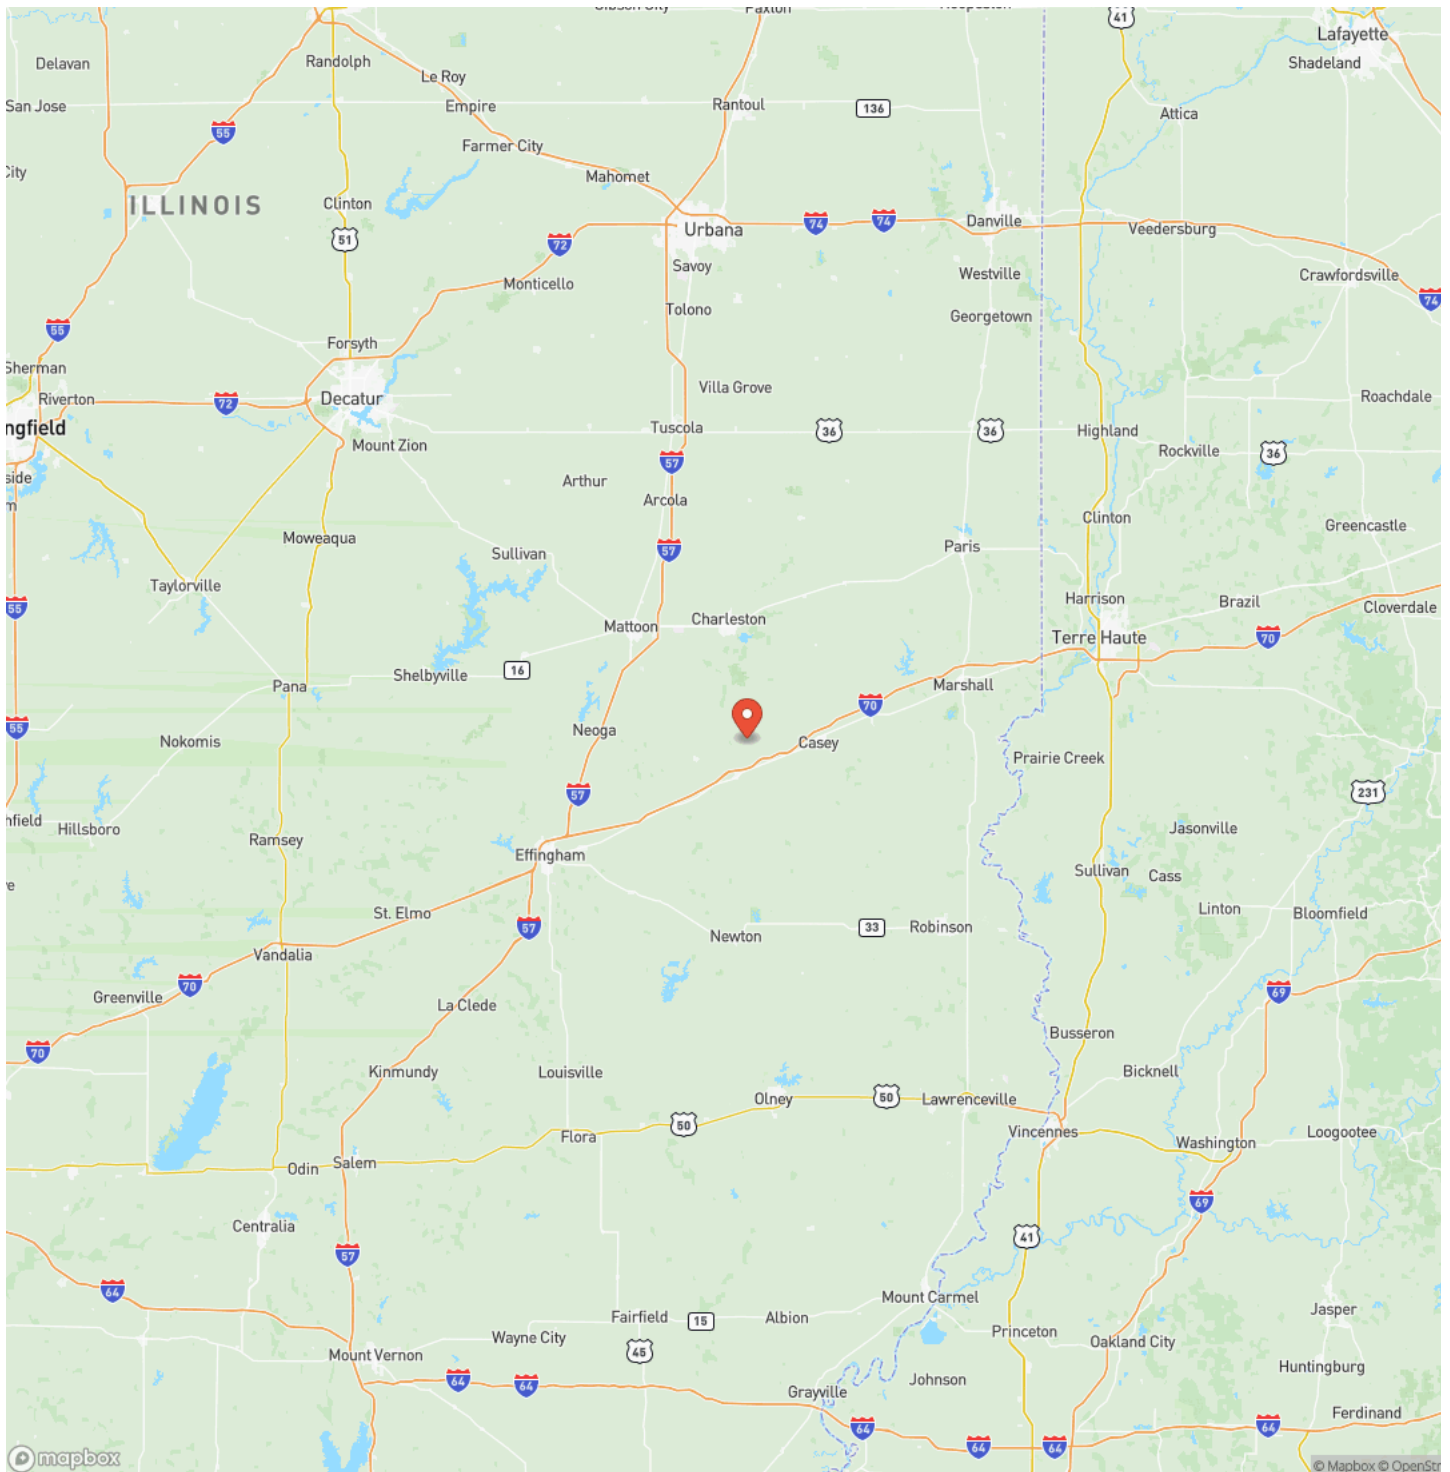 41
Lafayette
Shadeland
Delavan
Randolph
Le Roy
San Jose
Empire
Rantoul
136
Attica
55
Farmer City
Mahomet
ILLINOIS
Clinton
51
Urbana
74
74
Danville
Veedersburg
72
Savoy
Westville
Crawfordsville
Monticello
74
Tolono
Georgetown
55
Forsyth
Sherman
Villa Grove
Riverton
72
Decatur
Roachdale
ngfield
Tuscola
36
36
Highland
Mount Zion
Rockville
36
57
side
Arthur
Arcola
m
Clinton
Greencastle
Moweaqua
Sullivan
57
Paris
Taylorville
55
Harrison
Brazil
Cloverdale
Mattoon
Charleston
Terre Haute
70
Shelbyville
16
Pana
Marshall
70
55
Neoga
Nokomis
Casey
Prairie Creek
57
231
hfield
Hillsboro
Jasonville
Ramsey
Effingham
Sullivan
Cass
St. Elmo
Linton
Bloomfield
57
Newton
33
Robinson
Vandalia
70
Greenville
La Clede
69
Busseron
70
Kinmundy
Louisville
Bicknell
Olney
50
Lawrenceville
50
Flora
Vincennes
Washington
Loogootee
Odin
Salem
69
Centralia
41
57
64
Mount Carmel
Jasper
Fairfield
15
Albion
Wayne City
Princeton
Oakland City
45
Mount Vernon
Huntingburg
64
64
Grayville
Johnson
Ferdinand
64
64
64
64
mapbox
© Mapbox © OpenStr